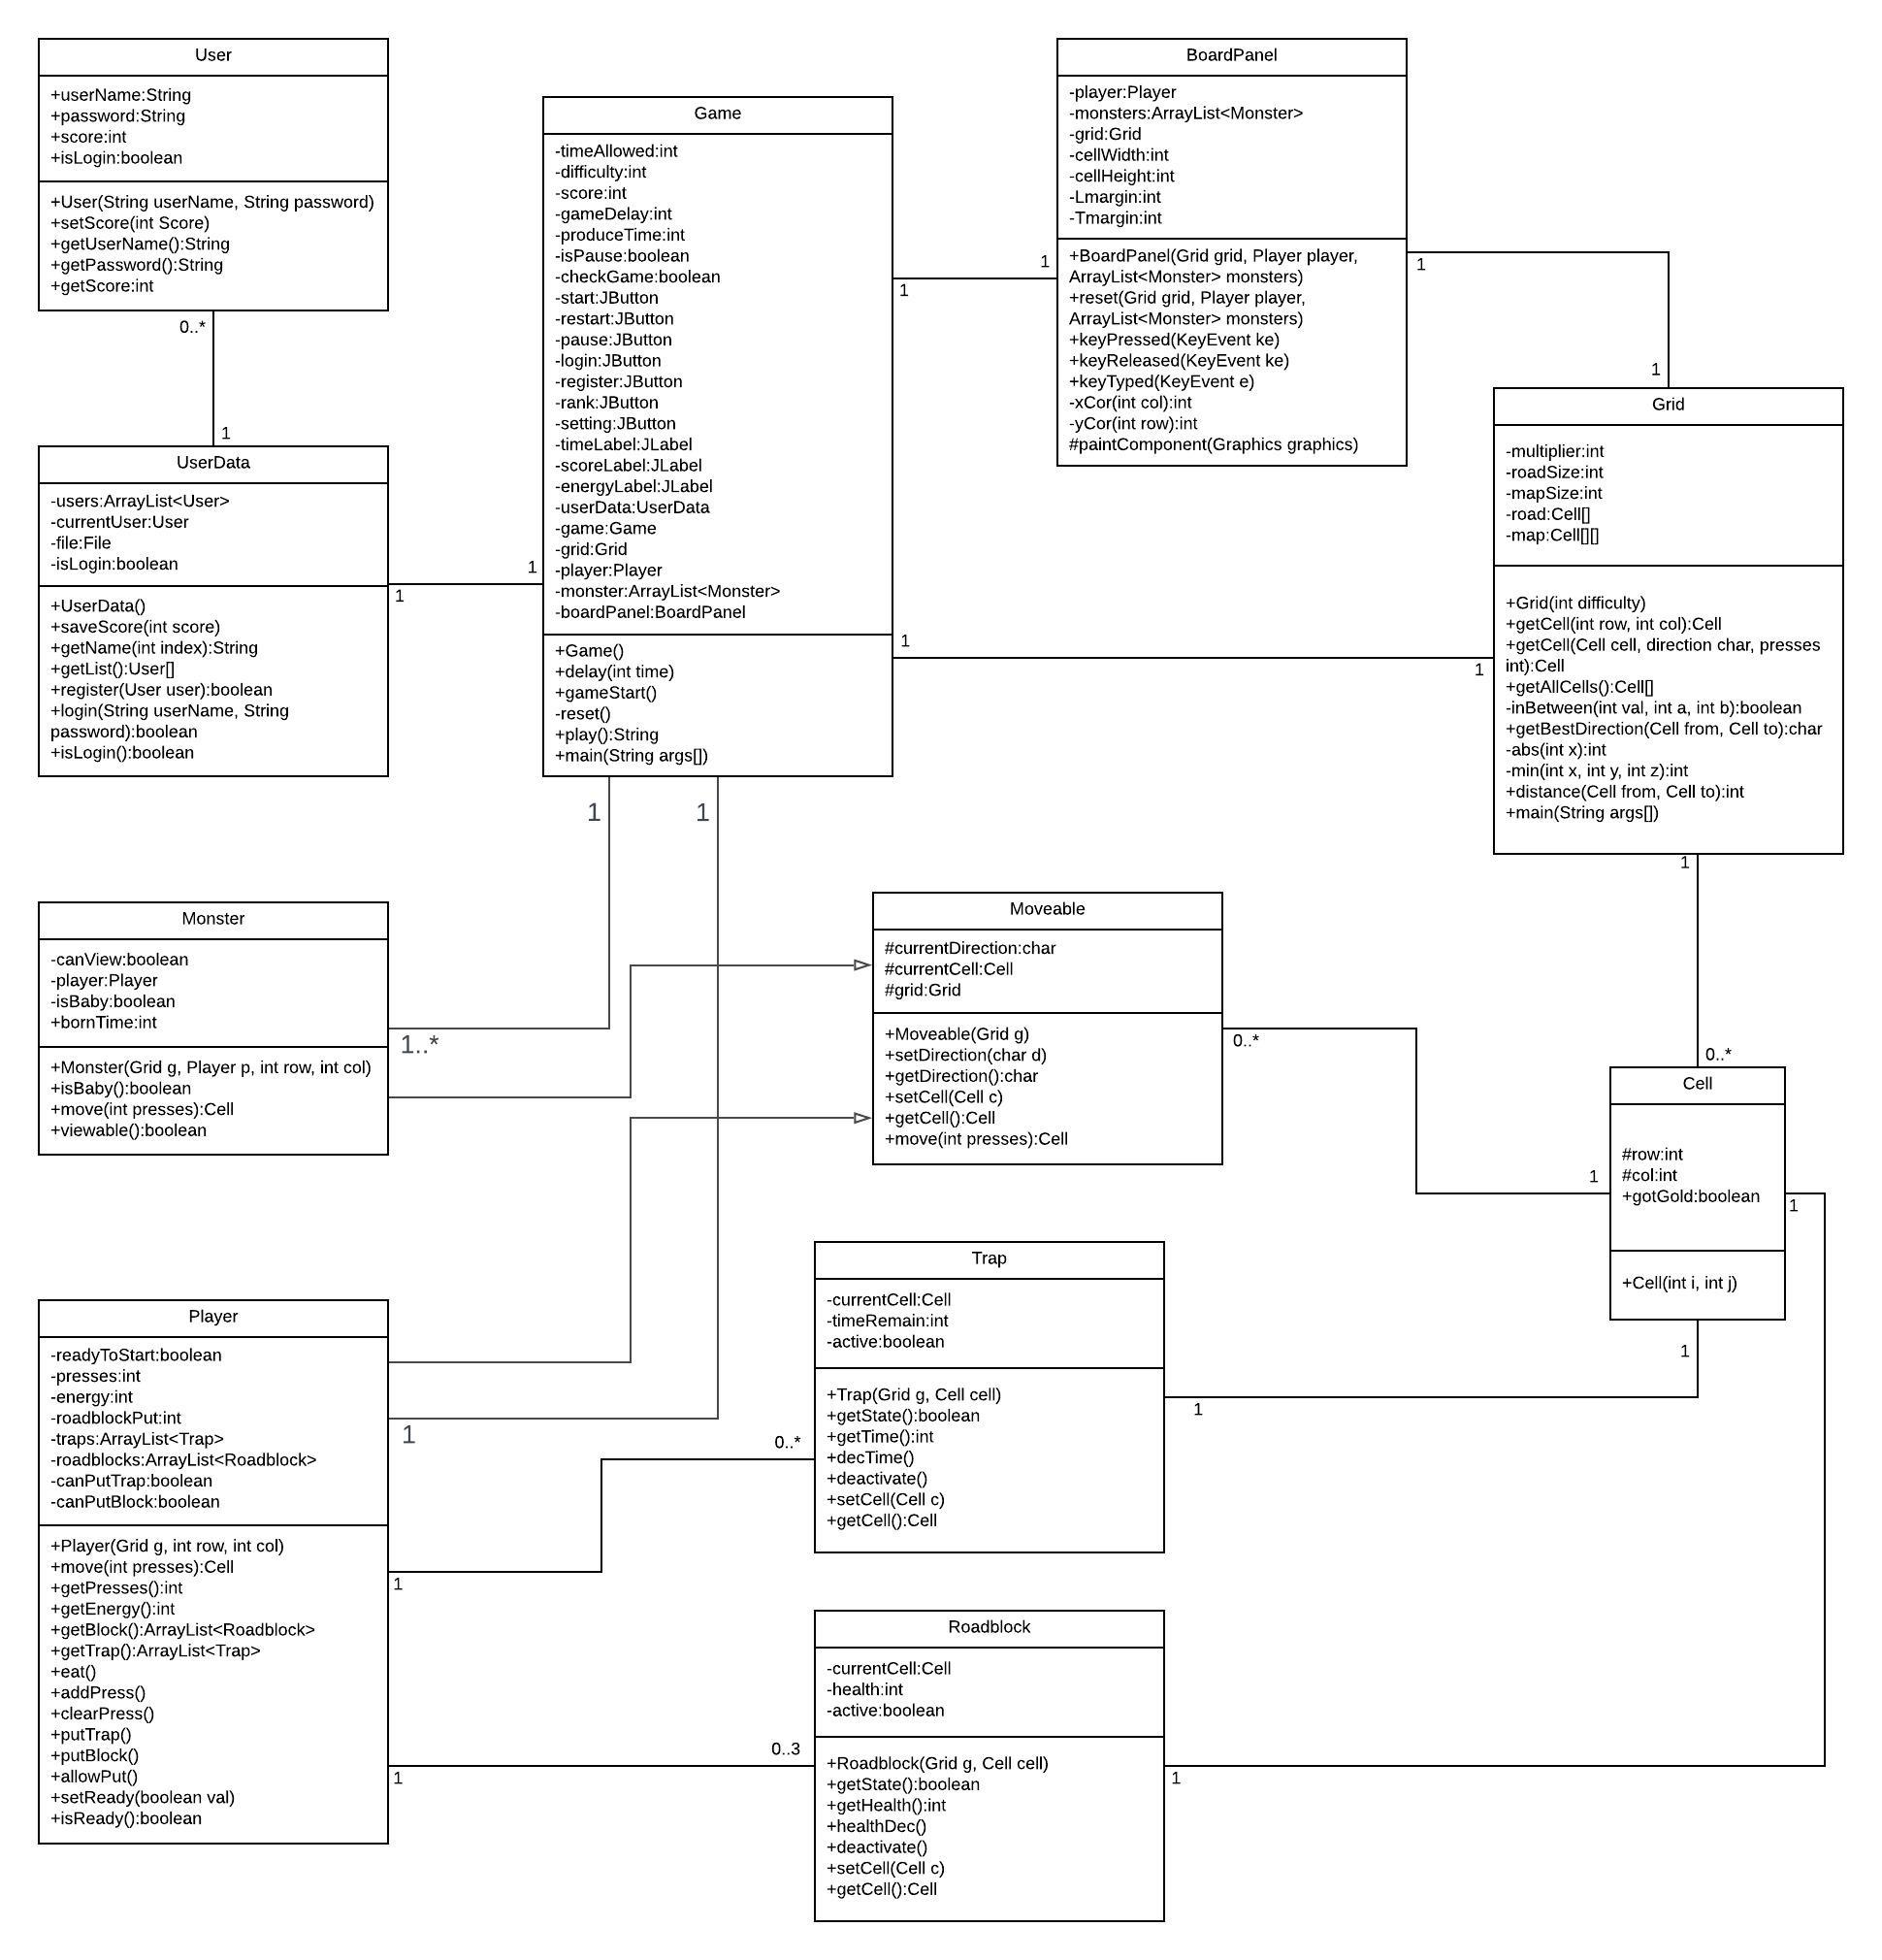 User
+userName:String
+password:String
+score:int
+isLogin:boolean
+User(String userName, String password)
+setScore(int Score)
+getUserName():String
+getPassword():String
+getScore:int
0..*
1
UserData
-users:ArrayList<User>
-currentUser:User
-file:File
-isLogin:boolean
+UserData()
+saveScore(int score)
+getName(int index):String
+getList():User[]
+register(User user):boolean
+login(String userName, String
password):boolean
+isLogin():boolean
1
1
Game
-timeAllowed:int
-difficulty:int
-score:int
-gameDelay:int
-produceTime:int
-isPause:boolean
-checkGame:boolean
-start:JButton
-restart:JButton
-pause:JButton
-login:JButton
-register:JButton
-rank:JButton
-setting:JButton
-timeLabel:JLabel
-scoreLabel:JLabel
-energyLabel:JLabel
-userData:UserData
-game:Game
-grid:Grid
-player:Player
-monster:ArrayList<Monster>
-boardPanel:BoardPanel
+Game()
+delay(int time)
+gameStart()
-reset()
+play():String
+main(String args[])
1
1
BoardPanel
-player:Player
-monsters:ArrayList<Monster>
-grid:Grid
-cellWidth:int
-cellHeight:int
-Lmargin:int
-Tmargin:int
+BoardPanel(Grid grid, Player player,
ArrayList<Monster> monsters)
+reset(Grid grid, Player player,
ArrayList<Monster> monsters)
+keyPressed(KeyEvent ke)
+keyReleased(KeyEvent ke)
+keyTyped(KeyEvent e)
-xCor(int col):int
-yCor(int row):int
#paintComponent(Graphics graphics)
1
1
Grid
-multiplier:int
-roadSize:int
-mapSize:int
-road:Cell[]
-map:Cell[][]
+Grid(int difficulty)
+getCell(int row, int col):Cell
+getCell(Cell cell, direction char, presses
int):Cell
+getAllCells():Cell[]
-inBetween(int val, int a, int b):boolean
+getBestDirection(Cell from, Cell to):char
-abs(int x):int
-min(int x, int y, int z):int
+distance(Cell from, Cell to):int
+main(String args[])
1
1
1
1
1
0..*
Monster
-canView:boolean
-player:Player
-isBaby:boolean
+bornTime:int
+Monster(Grid g, Player p, int row, int col)
+isBaby():boolean
+move(int presses):Cell
+viewable():boolean
1..*
Moveable
#currentDirection:char
#currentCell:Cell
#grid:Grid
+Moveable(Grid g)
+setDirection(char d)
+getDirection():char
+setCell(Cell c)
+getCell():Cell
+move(int presses):Cell
0..*
1
Cell
#row:int
#col:int
+gotGold:boolean
+Cell(int i, int j)
1
1
Trap
-currentCell:Cell
-timeRemain:int
-active:boolean
+Trap(Grid g, Cell cell)
+getState():boolean
+getTime():int
+decTime()
+deactivate()
+setCell(Cell c)
+getCell():Cell
1
0..*
Player
-readyToStart:boolean
-presses:int
-energy:int
-roadblockPut:int
-traps:ArrayList<Trap>
-roadblocks:ArrayList<Roadblock>
-canPutTrap:boolean
-canPutBlock:boolean
+Player(Grid g, int row, int col)
+move(int presses):Cell
+getPresses():int
+getEnergy():int
+getBlock():ArrayList<Roadblock>
+getTrap():ArrayList<Trap>
+eat()
+addPress()
+clearPress()
+putTrap()
+putBlock()
+allowPut()
+setReady(boolean val)
+isReady():boolean
1
1
1
0..3
Roadblock
-currentCell:Cell
-health:int
-active:boolean
+Roadblock(Grid g, Cell cell)
+getState():boolean
+getHealth():int
+healthDec()
+deactivate()
+setCell(Cell c)
+getCell():Cell
1